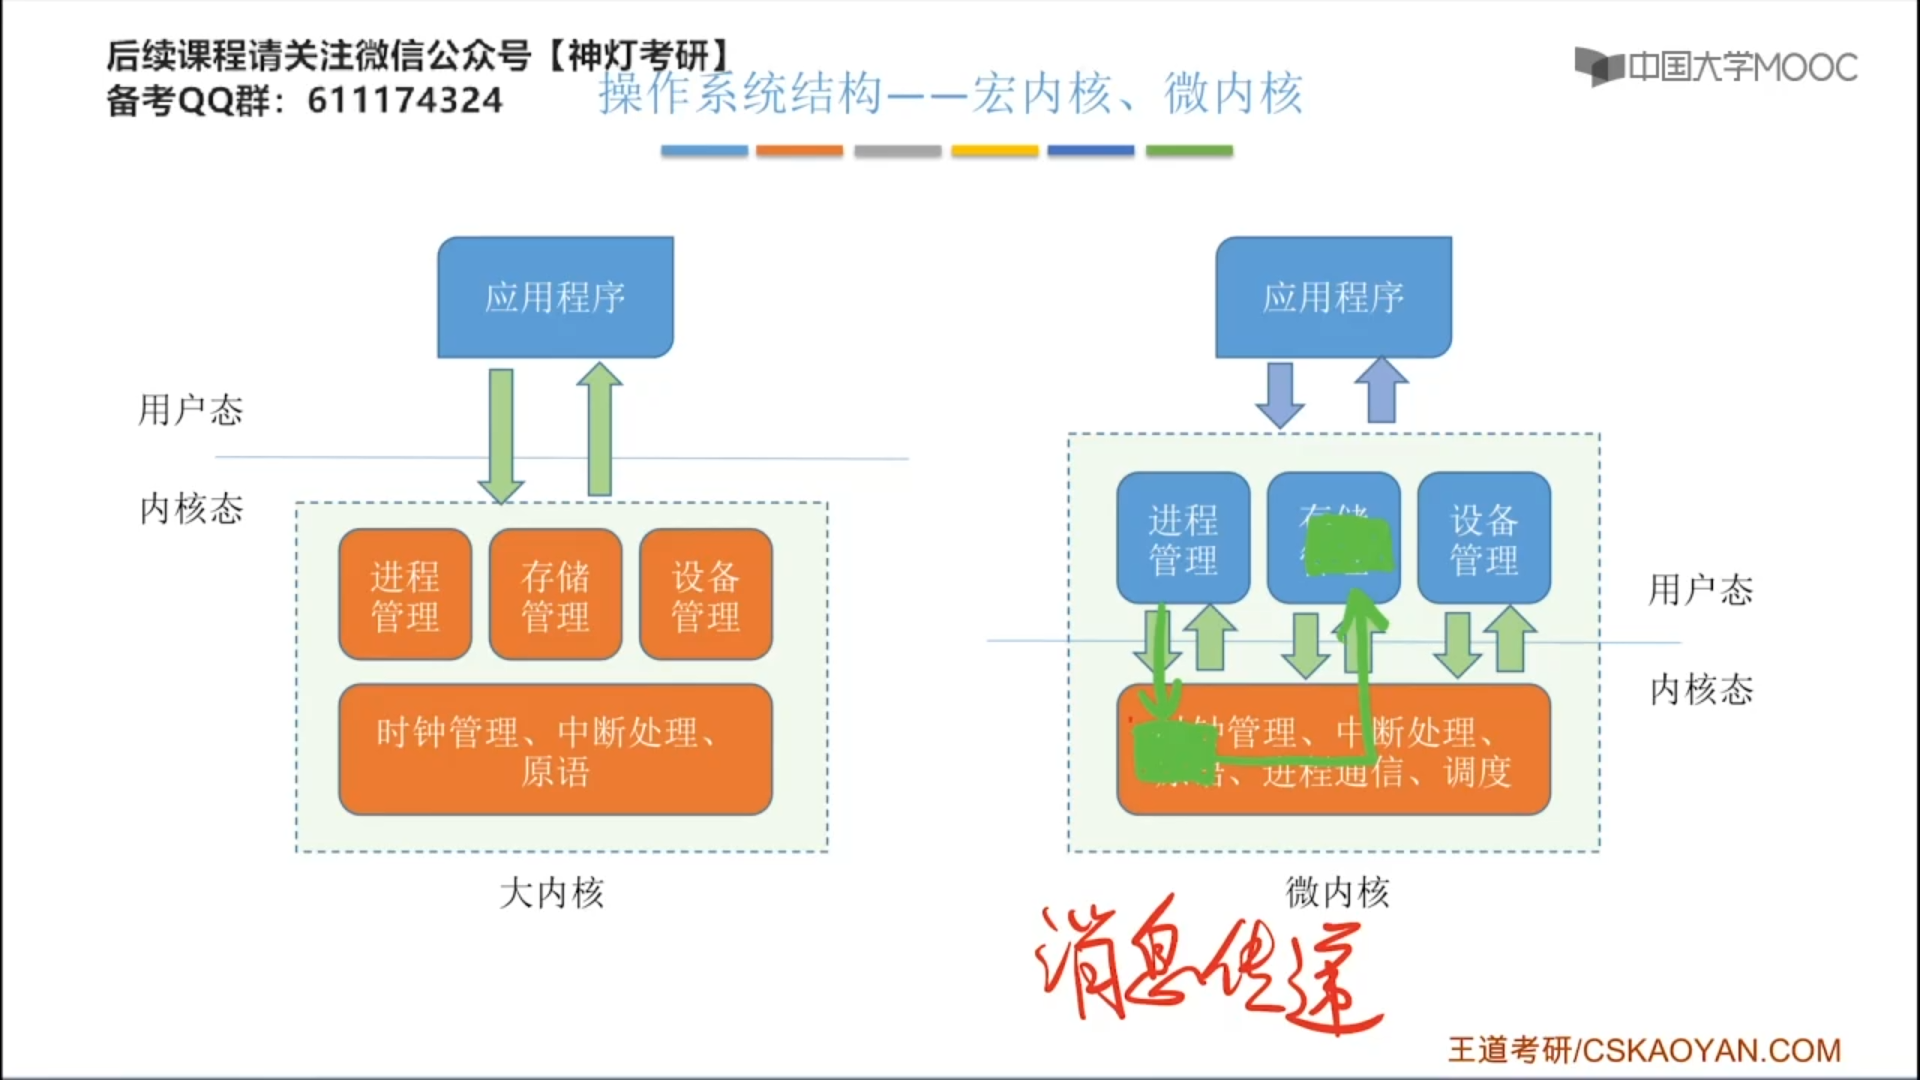 后续课程请关注微信公众号【神灯考研】
备考QQ群：611174324
中国大学MOOC
操作系统结构——宏内核、微内核
应用程序
用户态
内核态
进程
管理
存储
管理
设备
管理
时钟管理、中断处理、
原语
大内核
应用程序
进程
管理
存储
管理
设备
管理
用户态
内核态
钟管理、中断处理、
语、进程通信、调度
微内核
消息传递
王道考研/CSKAOYAN.COM